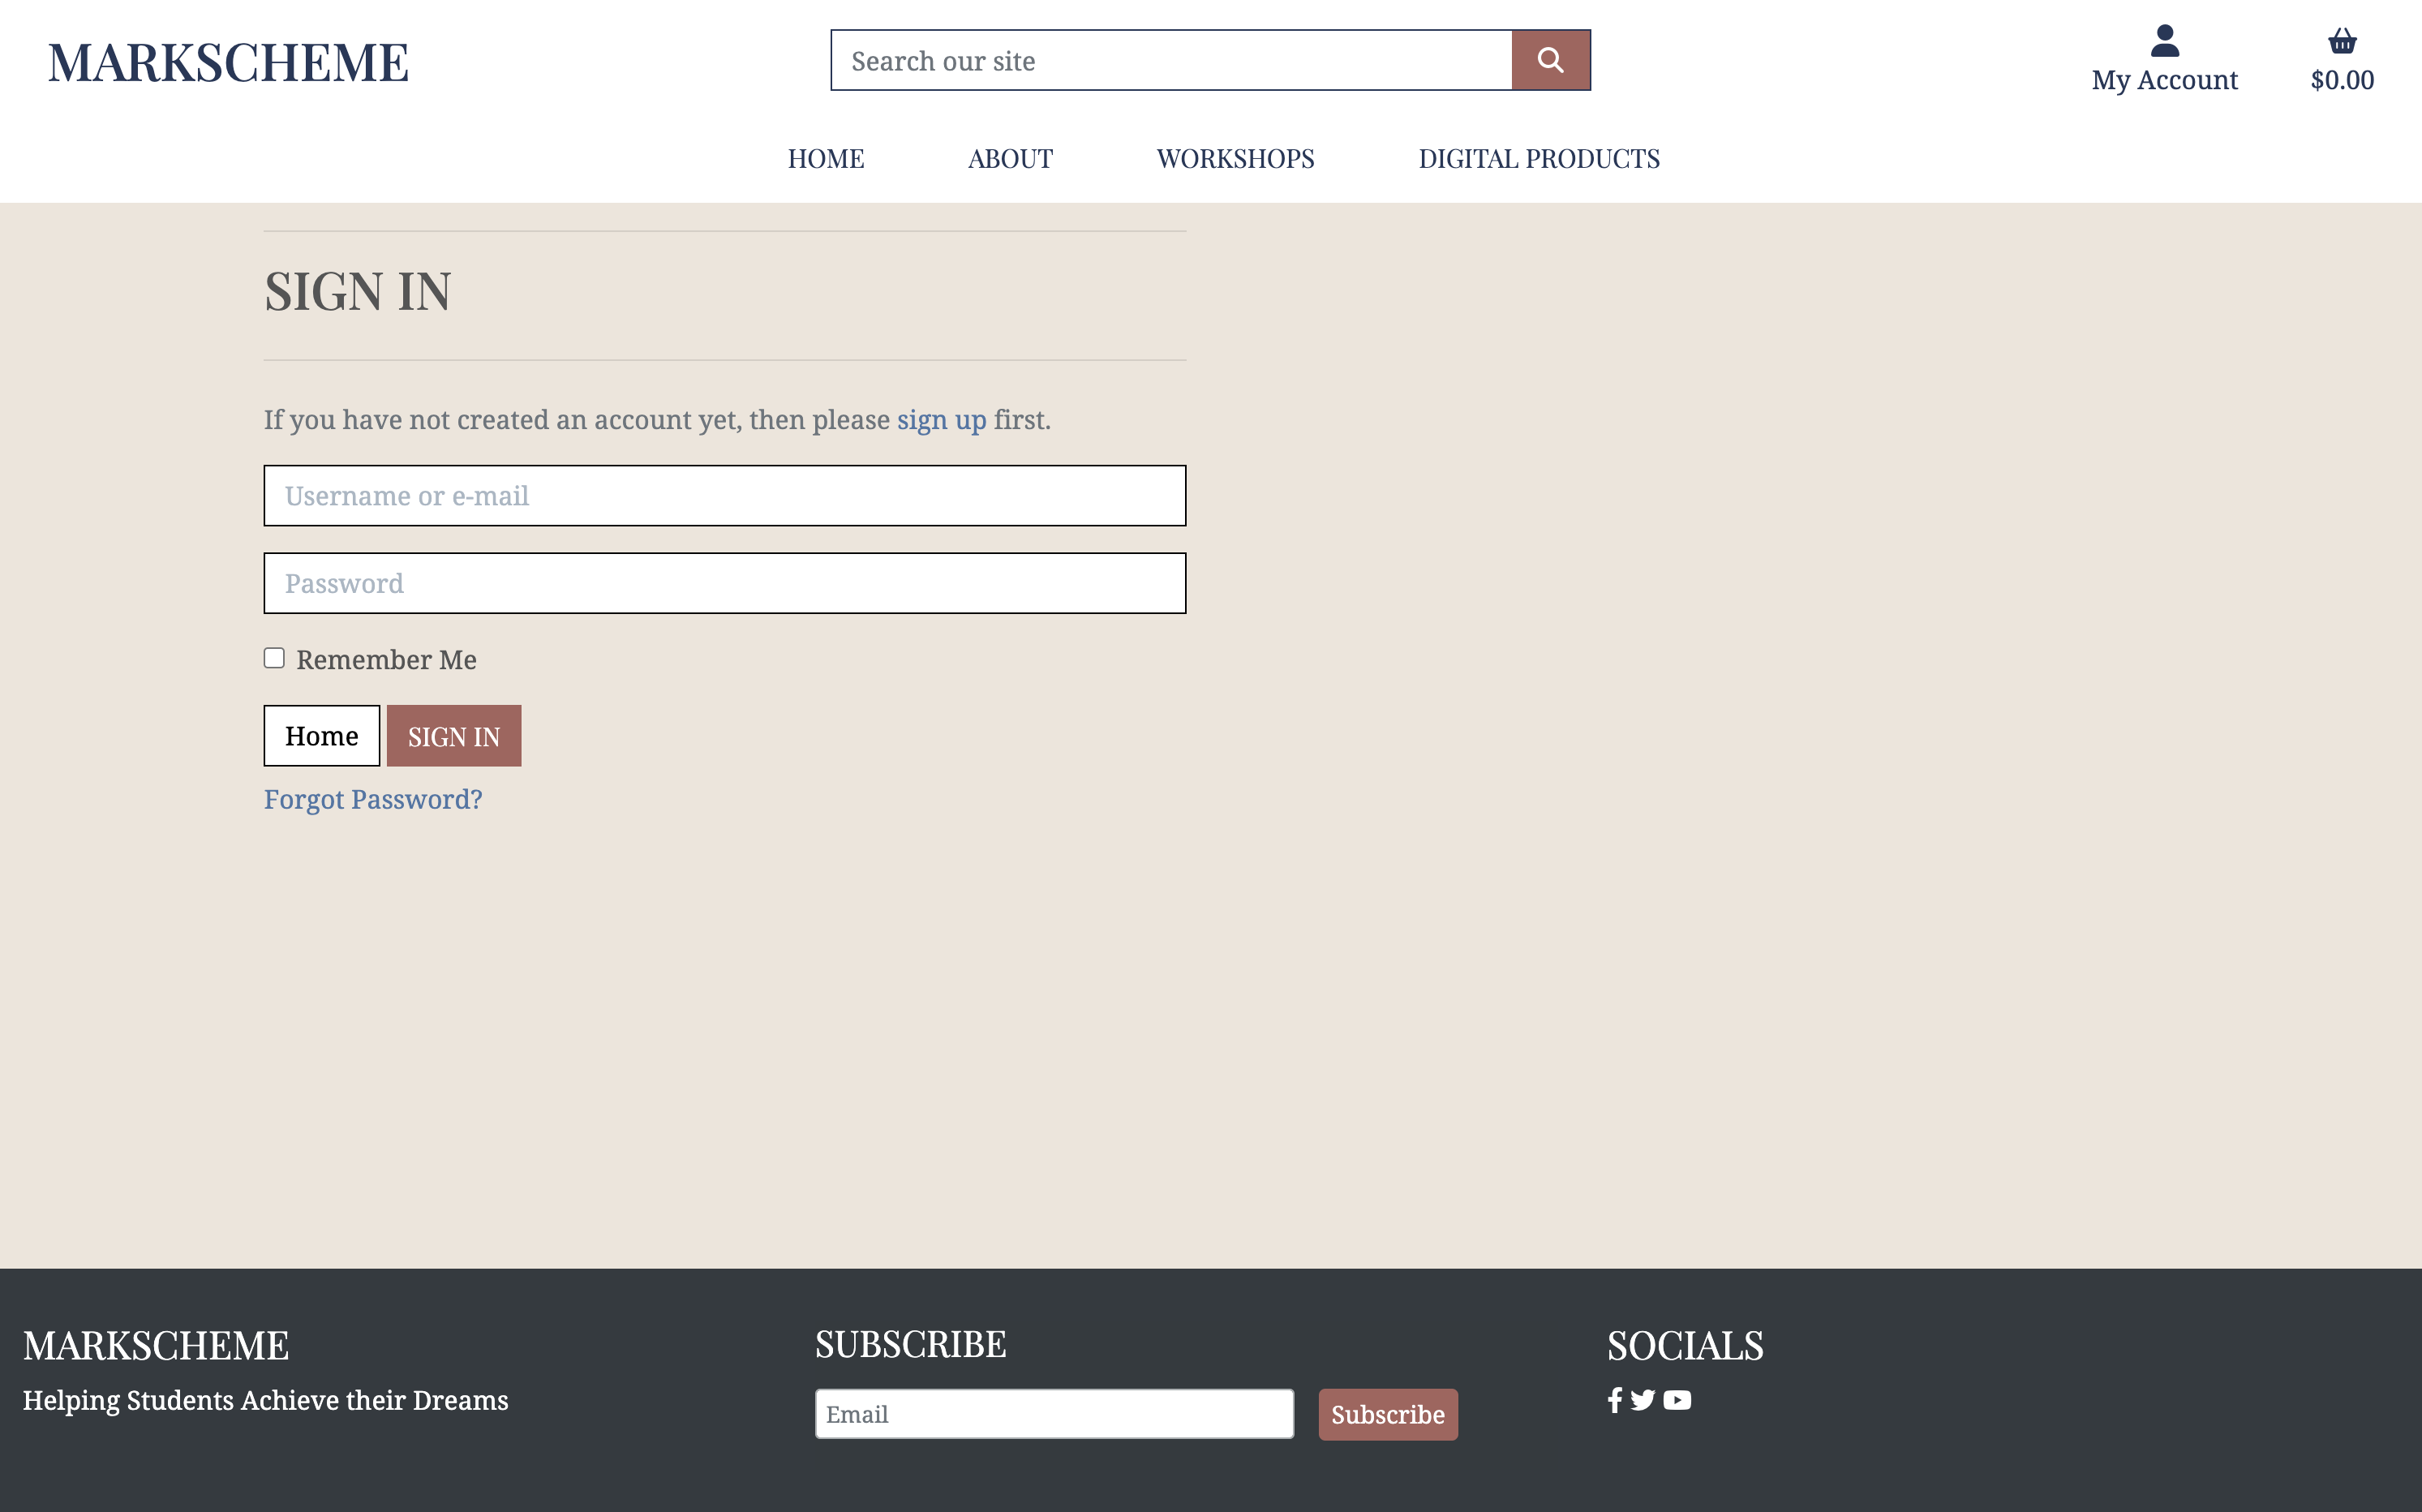 MARKSCHEME
Search our site
My Account
$0.00
HOME
ABOUT
WORKSHOPS
DIGITAL PRODUCTS
SIGN IN
If you have not created an account yet, then please sign up first.
Username or e-mail
Password
Remember Me
Home
SIGN IN
Forgot Password?
MARKSCHEME
Helping Students Achieve their Dreams
SUBSCRIBE
Email
Subscribe
SOCIALS